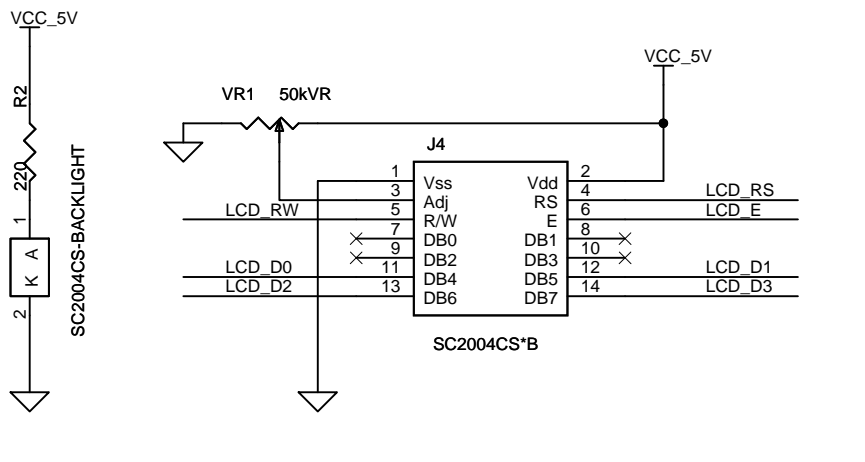 VCC_5V
R2
220
1
A
K
2
SC2004CS-BACKLIGHT
VR1 50kVR
VCC_5V
J4
1 Vss Vdd 2
3 Adj RS 4 LCD_RS
LCD_RW 5 R/W E 6 LCD_E
7 DB0 DB1 8
9 DB2 DB3 10
LCD_D0 11 DB4 DB5 12 LCD_D1
LCD_D2 13 DB6 DB7 14 LCD_D3
SC2004CS*B